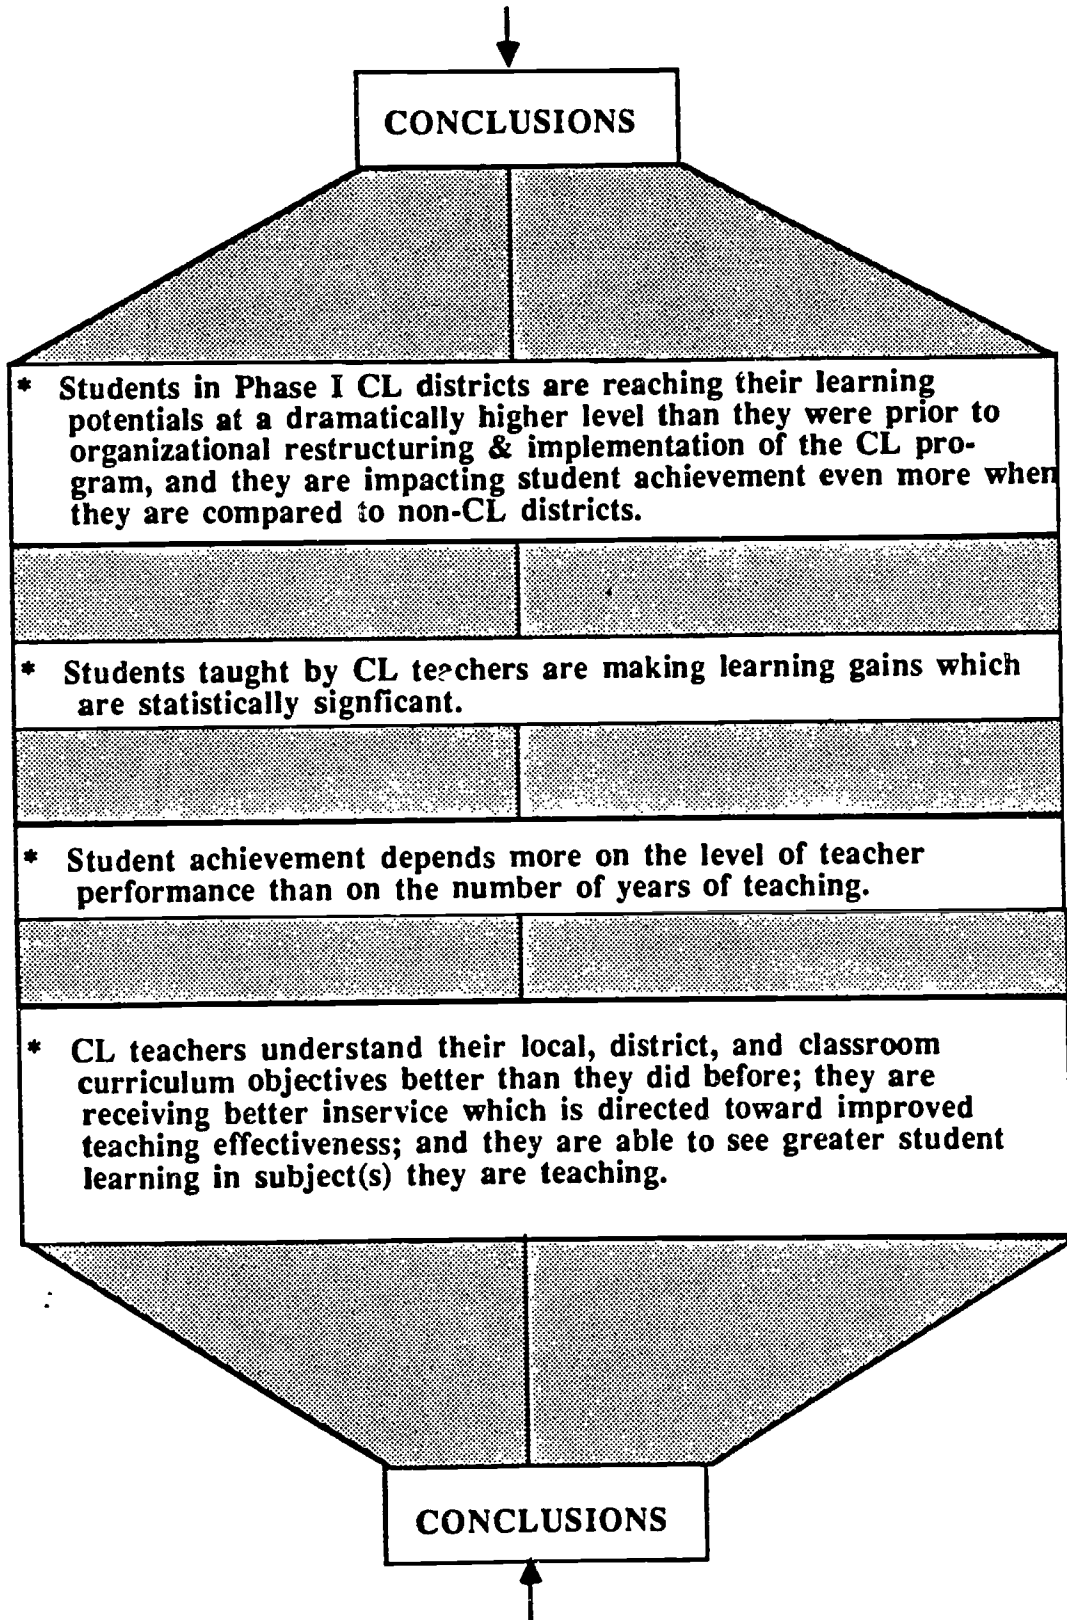 CONCLUSIONS
* Students in Phase I CL districts are reaching their learning
potentials at a dramatically higher level than they were prior to
organizational restructuring & implementation of the CL pro-
gram, and they are impacting student achievement even more when
they are compared to non-CL districts.
* Students taught by CL teachers are making learning gains which
are statistically signficant.
* Student achievement depends more on the level of teacher
performance than on the number of years of teaching.
* CL teachers understand their local, district, and classroom
curriculum objectives better than they did before; they are
receiving better inservice which is directed toward improved
teaching effectiveness; and they are able to see greater student
learning in subject(s) they are teaching.
CONCLUSIONS